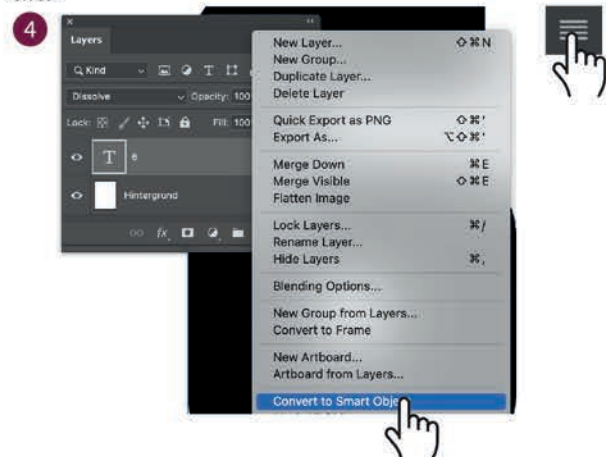 4
Layers
Kind
Dissolve
Opacity: 100
Lock:
Fill: 100
T 6
Hintergrund
fx
New Layer... ⇧⌘N
New Group...
Duplicate Layer...
Delete Layer
Quick Export as PNG ⇧⌘'
Export As... ⌥⇧⌘'
Merge Down ⌘E
Merge Visible ⇧⌘E
Flatten Image
Lock Layers... ⌘/
Rename Layer...
Hide Layers ⌘,
Blending Options...
New Group from Layers...
Convert to Frame
New Artboard...
Artboard from Layers...
Convert to Smart Obje